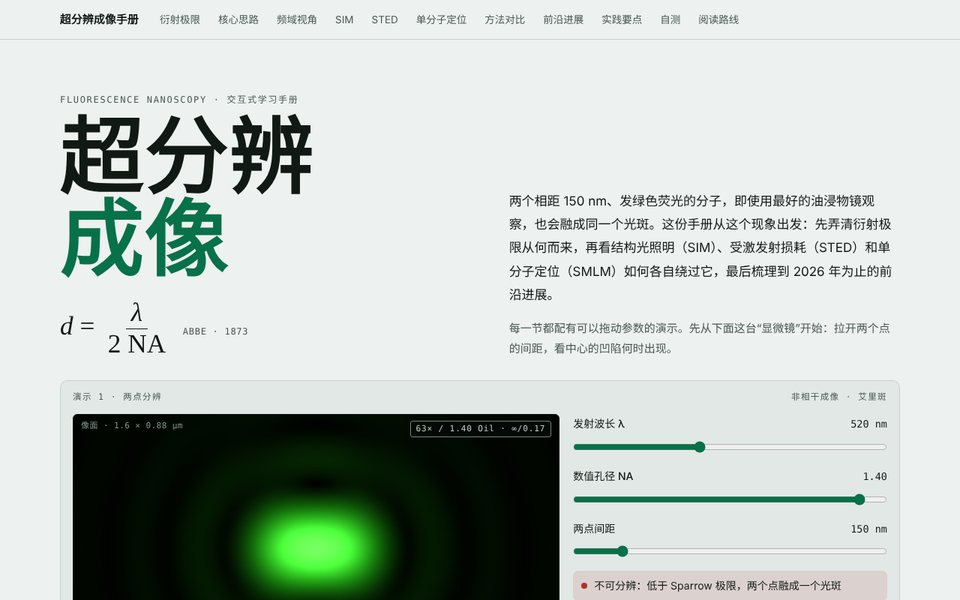 超分辨成像手册 衍射极限 核心思路 频域视角 SIM STED 单分子定位 方法对比 前沿进展 实践要点 自测 阅读路线
FLUORESCENCE NANOSCOPY · 交互式学习手册
超分辨
成像
d = λ / 2 NA
ABBE · 1873
两个相距 150 nm、发绿色荧光的分子，即使用最好的油浸物镜观
察，也会融成同一个光斑。这份手册从这个现象出发：先弄清衍射极
限从何而来，再看结构光照明（SIM）、受激发射损耗（STED）和单
分子定位（SMLM）如何各自绕过它，最后梳理到 2026 年为止的前
沿进展。
每一节都配有可以拖动参数的演示。先从下面这台“显微镜”开始：拉开两个点
的间距，看中心的凹陷何时出现。
演示 1 · 两点分辨
非相干成像 · 艾里斑
像面 · 1.6 × 0.88 μm
63× / 1.40 Oil · ∞/0.17
发射波长 λ 520 nm
数值孔径 NA 1.40
两点间距 150 nm
不可分辨：低于 Sparrow 极限，两个点融成一个光斑